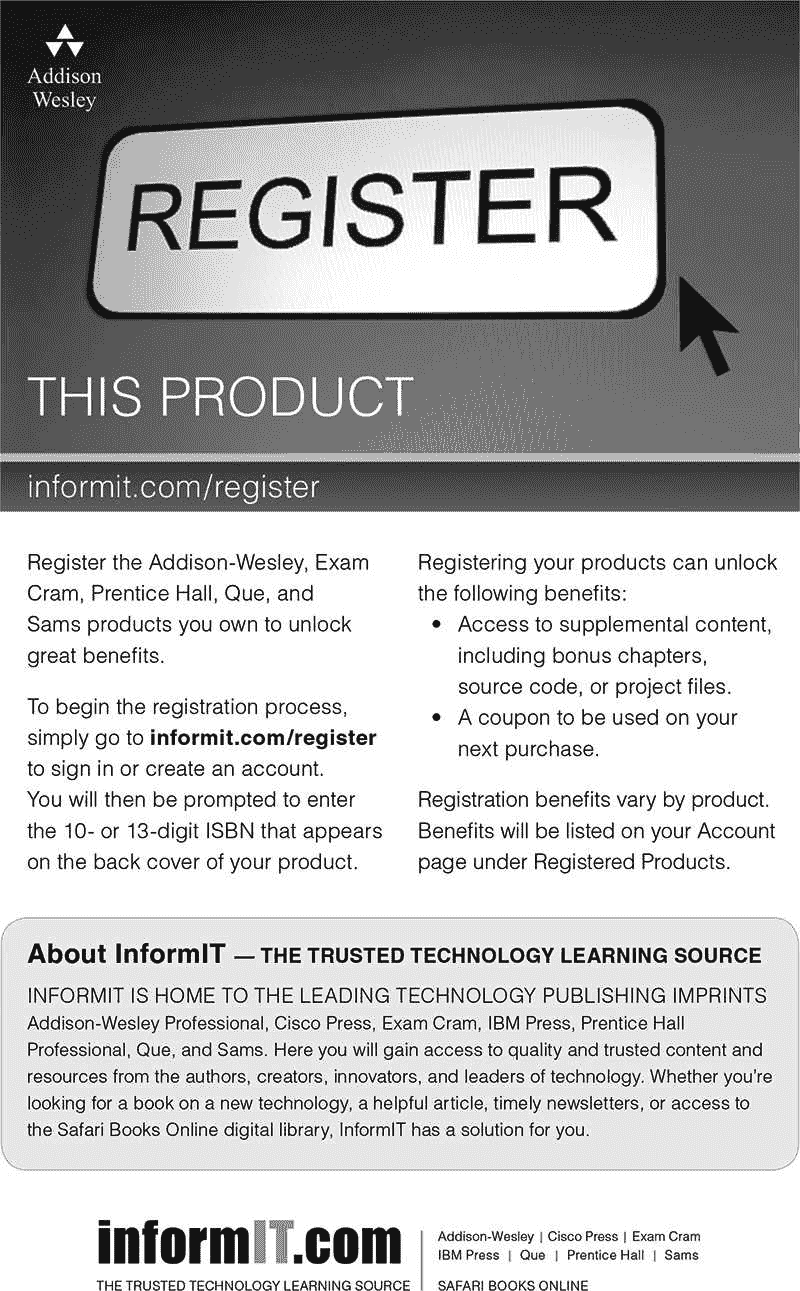 Addison
Wesley
REGISTER
THIS PRODUCT
informit.com/register
Register the Addison-Wesley, Exam
Cram, Prentice Hall, Que, and
Sams products you own to unlock
great benefits.
To begin the registration process,
simply go to informit.com/register
to sign in or create an account.
You will then be prompted to enter
the 10- or 13-digit ISBN that appears
on the back cover of your product.
Registering your products can unlock
the following benefits:
• Access to supplemental content,
including bonus chapters,
source code, or project files.
• A coupon to be used on your
next purchase.
Registration benefits vary by product.
Benefits will be listed on your Account
page under Registered Products.
About InformIT — THE TRUSTED TECHNOLOGY LEARNING SOURCE
INFORMIT IS HOME TO THE LEADING TECHNOLOGY PUBLISHING IMPRINTS
Addison-Wesley Professional, Cisco Press, Exam Cram, IBM Press, Prentice Hall
Professional, Que, and Sams. Here you will gain access to quality and trusted content and
resources from the authors, creators, innovators, and leaders of technology. Whether you're
looking for a book on a new technology, a helpful article, timely newsletters, or access to
the Safari Books Online digital library, InformIT has a solution for you.
informIT.com
THE TRUSTED TECHNOLOGY LEARNING SOURCE
Addison-Wesley | Cisco Press | Exam Cram
IBM Press | Que | Prentice Hall | Sams
SAFARI BOOKS ONLINE